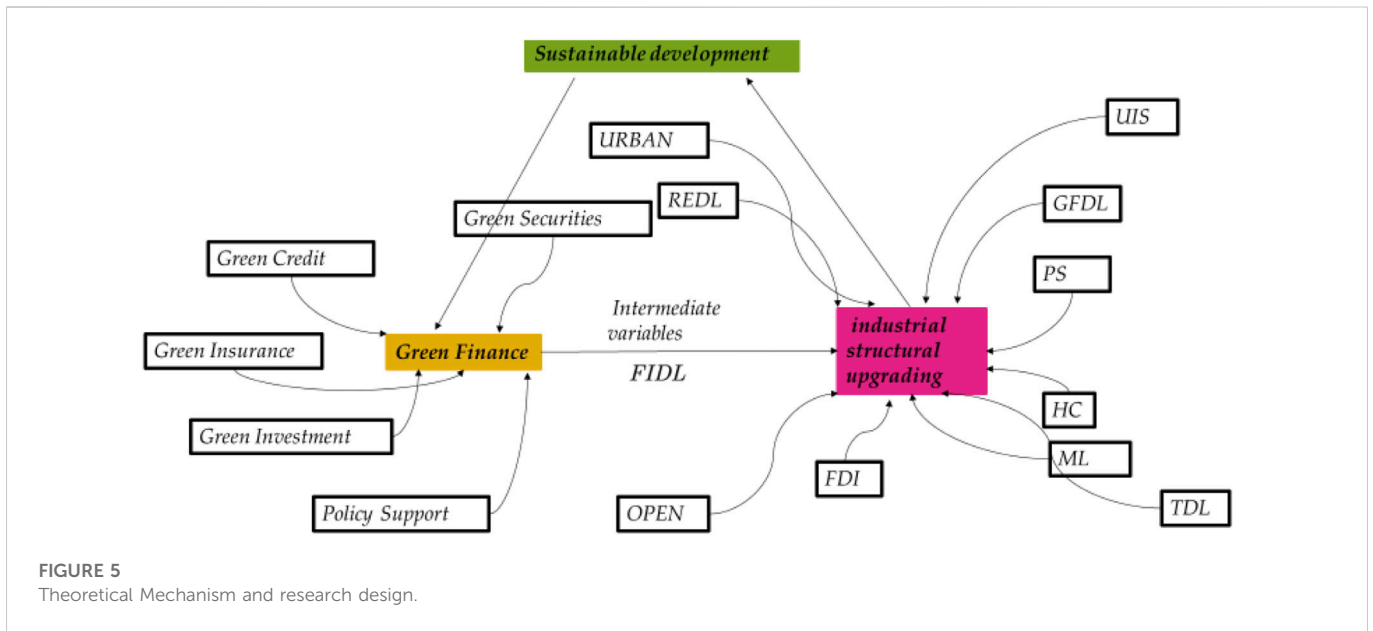 Sustainable development
UIS
URBAN
REDL
GFDL
Green Securities
Green Credit
PS
Intermediate
variables
industrial
structural
upgrading
Green Insurance
Green Finance
FIDL
HC
Green Investment
ML
FDI
TDL
Policy Support
OPEN
FIGURE 5
Theoretical Mechanism and research design.